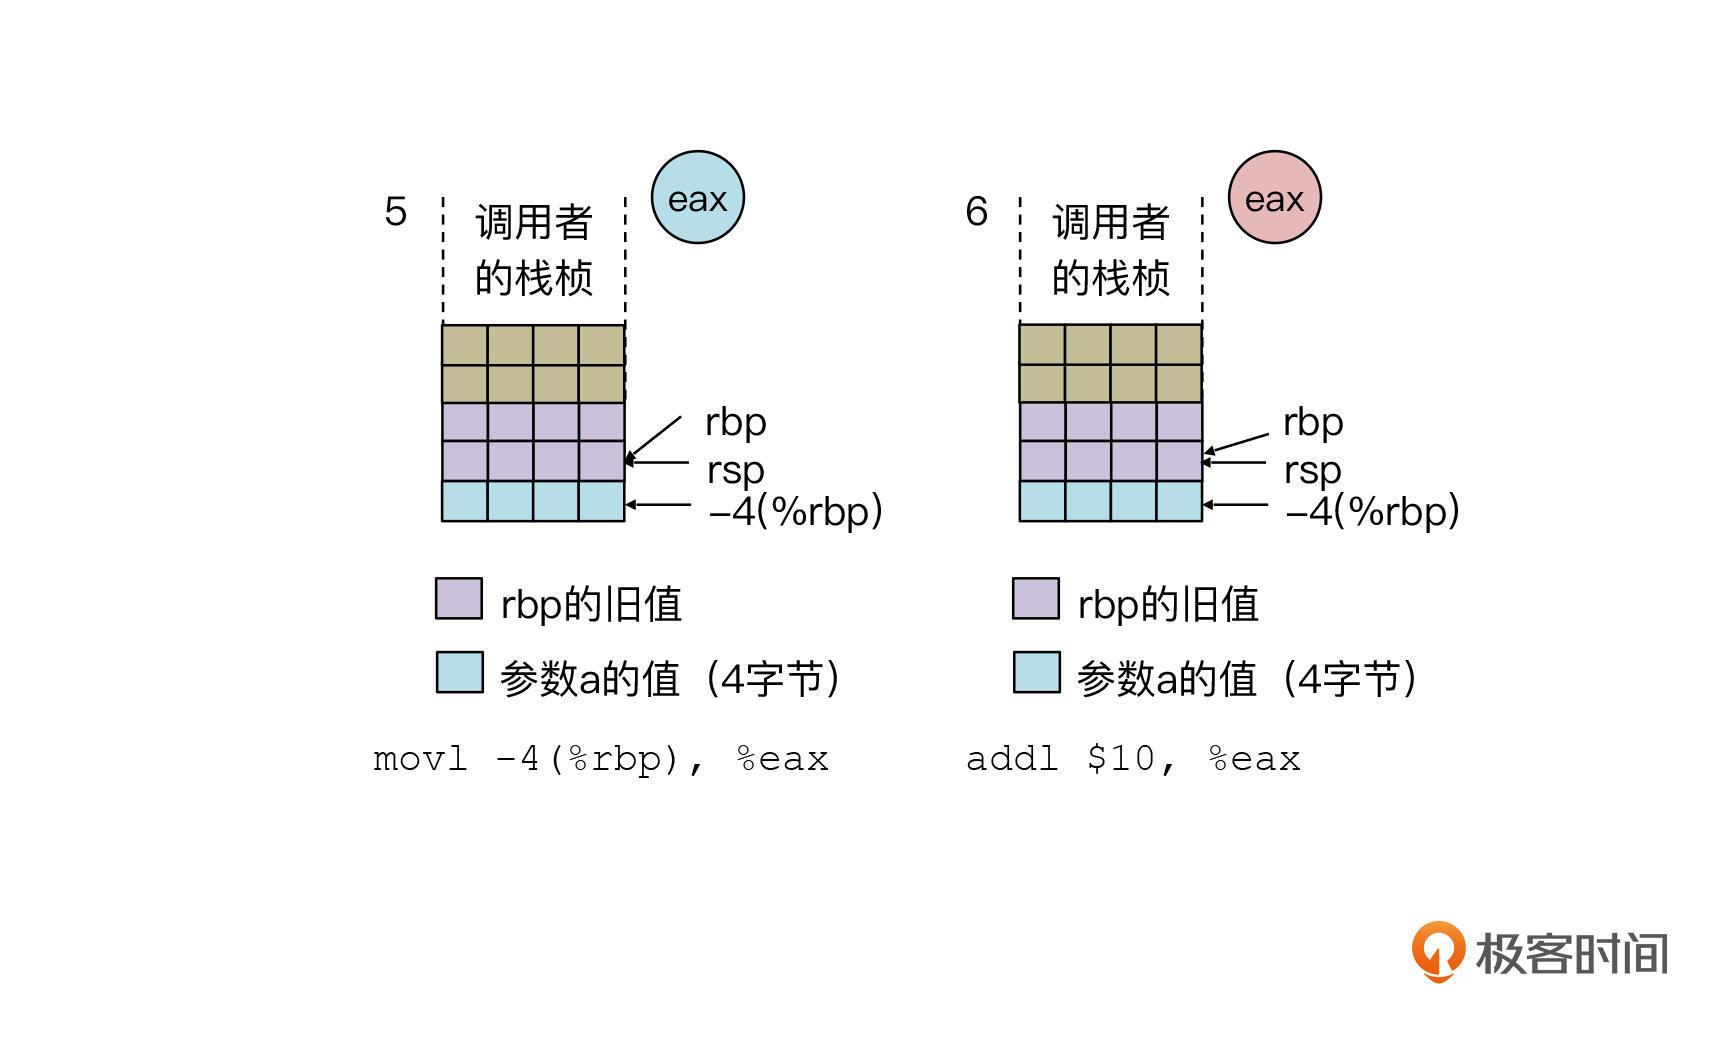 5
调用者
的栈桢
eax
rbp
rsp
-4(%rbp)
rbp的旧值
参数a的值（4字节）
movl -4(%rbp), %eax
6
调用者
的栈桢
eax
rbp
rsp
-4(%rbp)
rbp的旧值
参数a的值（4字节）
addl $10, %eax
极客时间